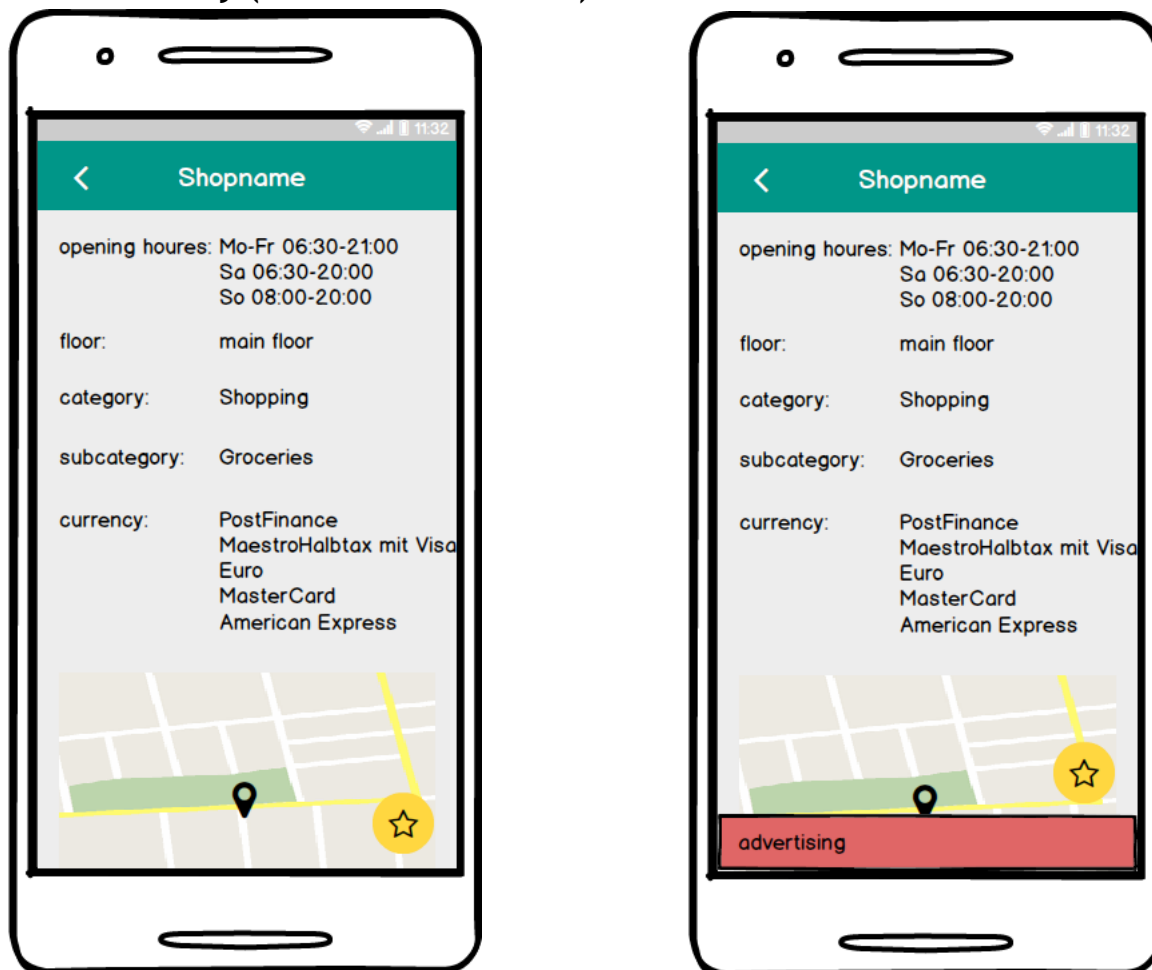 11:32
Shopname
opening houres: Mo-Fr 06:30-21:00
Sa 06:30-20:00
So 08:00-20:00
floor: main floor
category: Shopping
subcategory: Groceries
currency: PostFinance
MaestroHalbtax mit Visa
Euro
MasterCard
American Express
11:32
Shopname
opening houres: Mo-Fr 06:30-21:00
Sa 06:30-20:00
So 08:00-20:00
floor: main floor
category: Shopping
subcategory: Groceries
currency: PostFinance
MaestroHalbtax mit Visa
Euro
MasterCard
American Express
advertising